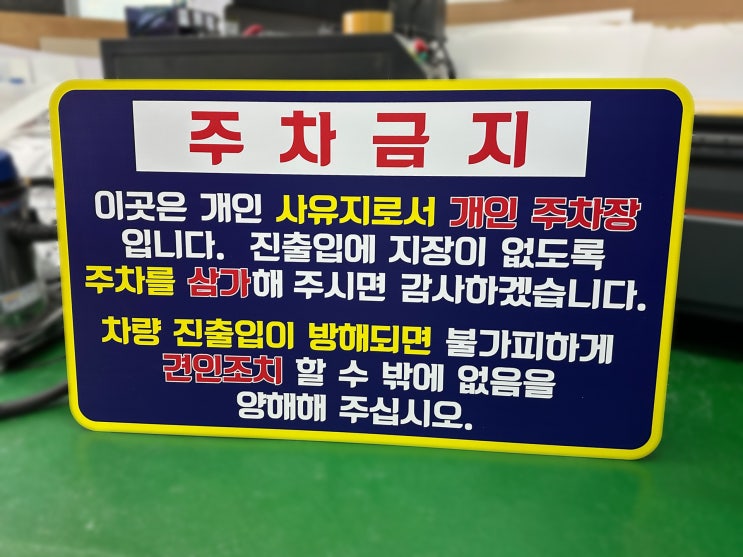 주차금지
이곳은 개인 사유지로서 개인 주차장
입니다. 진출입에 지장이 없도록
주차를 삼가해 주시면 감사하겠습니다.
차량 진출입이 방해되면 불가피하게
견인조치 할 수 밖에 없음을
양해해 주십시오.